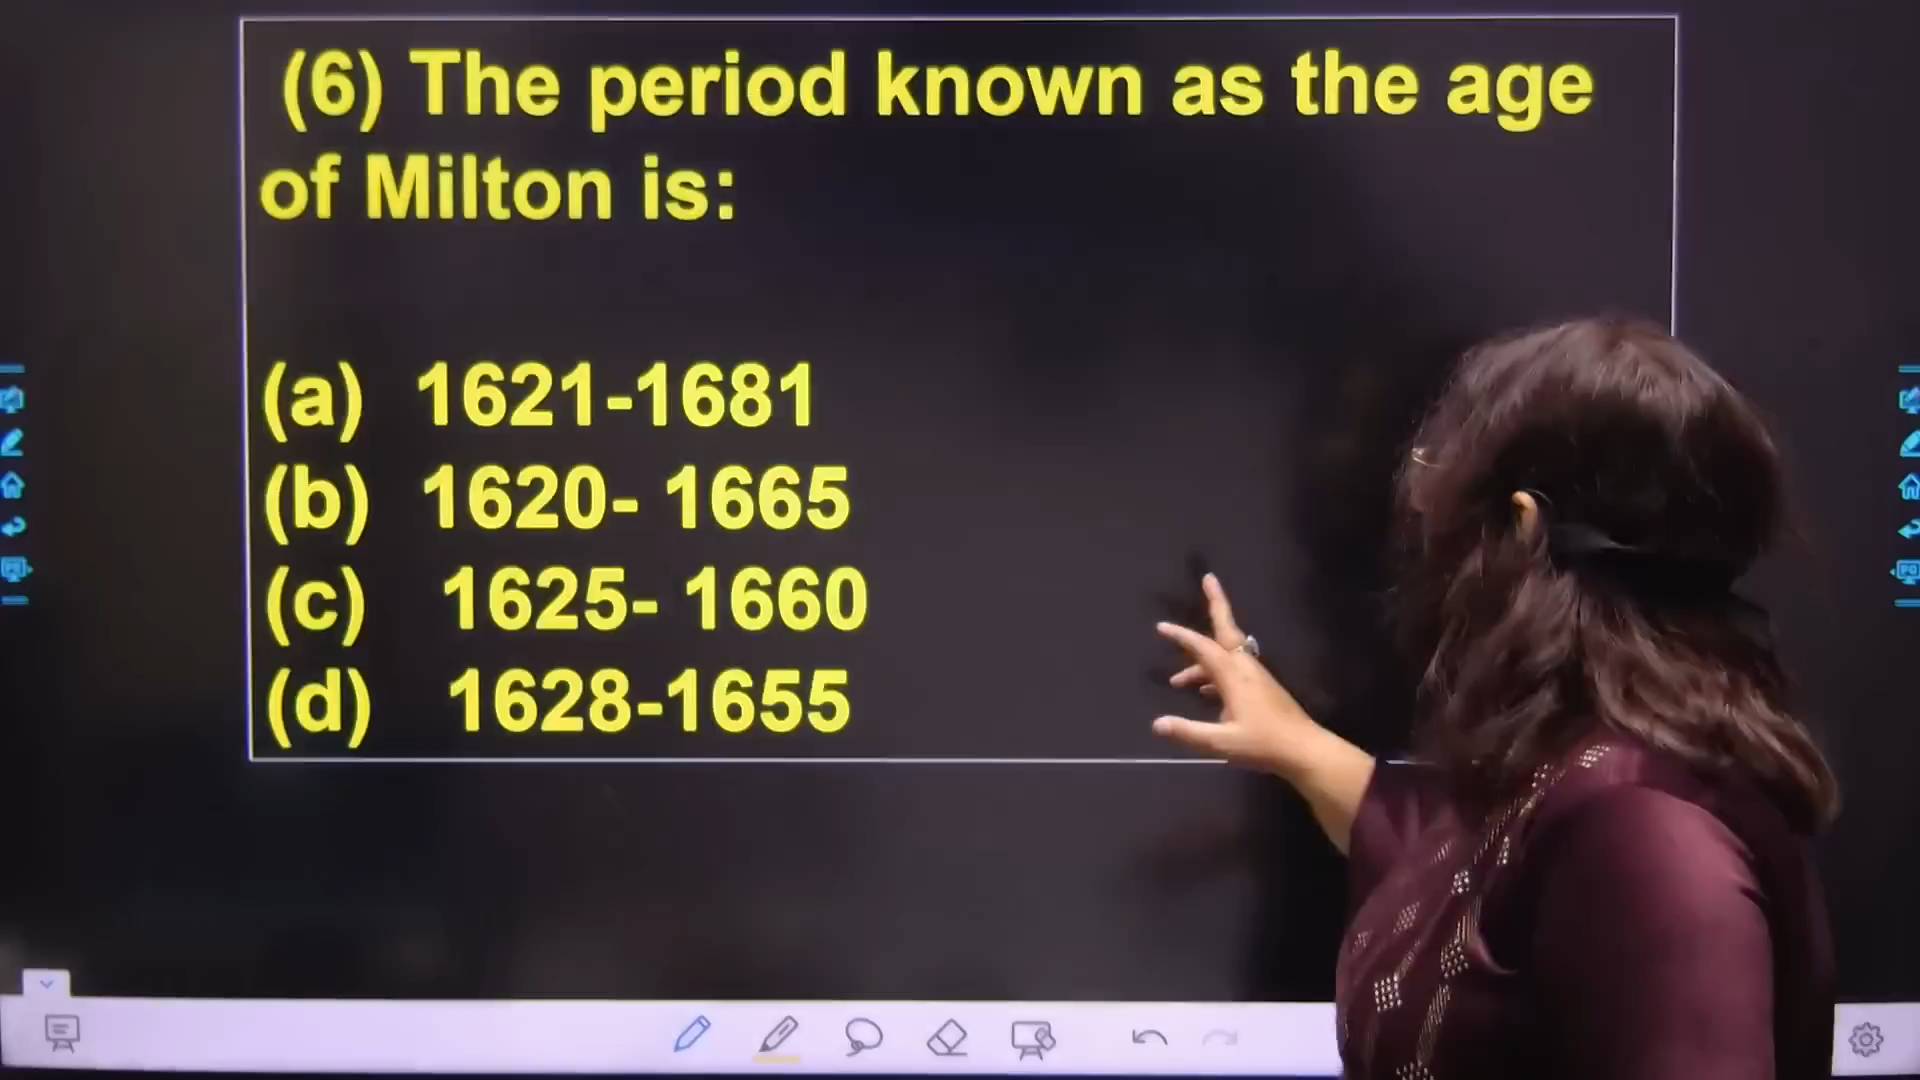 (6) The period known as the age
of Milton is:
(a) 1621-1681
(b) 1620- 1665
(c) 1625- 1660
(d) 1628-1655